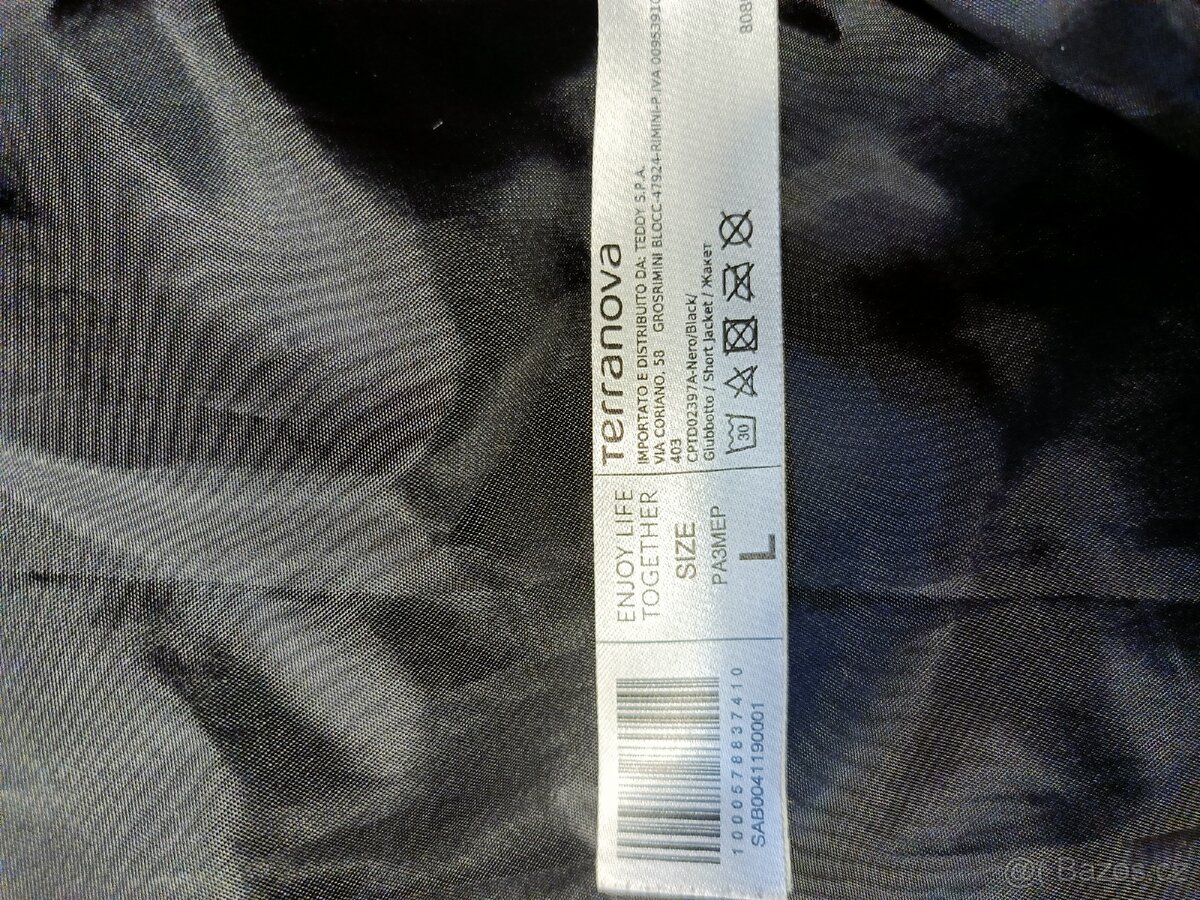 1000578837410
SAB0041190001
ENJOY LIFE
TOGETHER
SIZE
РАЗМЕР
L
Terranova
IMPORTATO E DISTRIBUITO DA: TEDDY S.P.A.
VIA CORIANO, 58 GROSRIMINI BLOCC-47924-RIMINI-P.IVA 00953910
403
CPTD02397A-Nero/Black/
Giubbotto / Short Jacket / Жакет
30
808
Bazos.cz